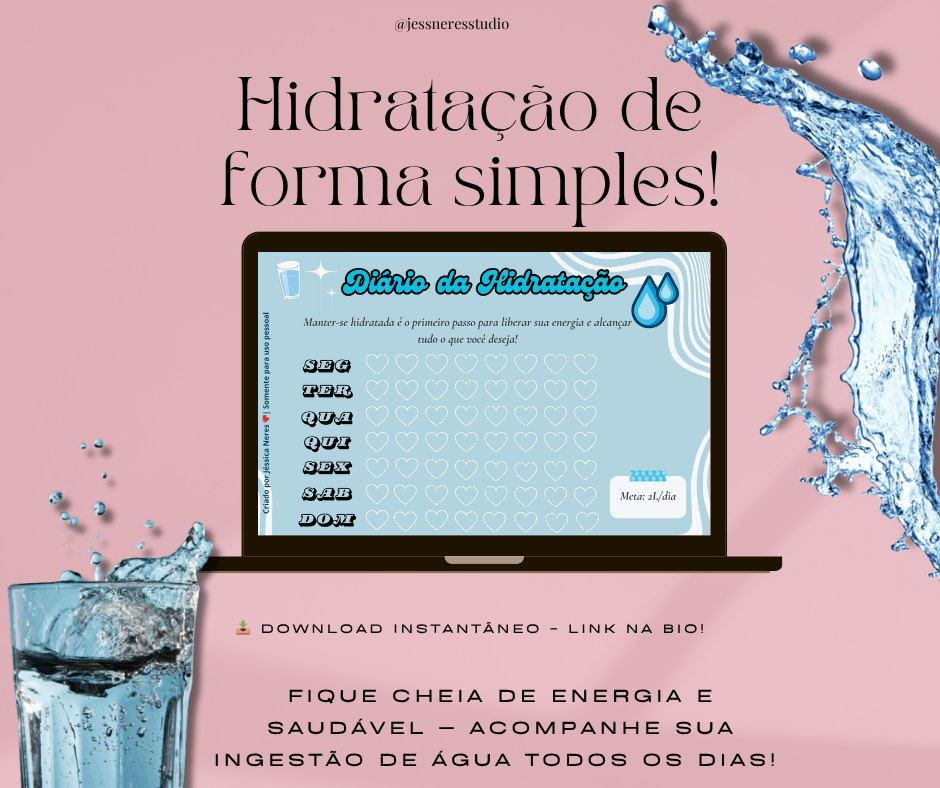 @jessneresstudio
Hidratação de
forma simples!
Diário da Hidratação
Manter-se hidratada é o primeiro passo para liberar sua energia e alcançar
tudo o que você deseja!
Criado por Jéssica Neres ❤️ | Somente para uso pessoal
SEG
TER
QUA
QUI
SEX
SAB
DOM
Meta: 2L/dia
📥 DOWNLOAD INSTANTÂNEO - LINK NA BIO!
FIQUE CHEIA DE ENERGIA E
SAUDÁVEL — ACOMPANHE SUA
INGESTÃO DE ÁGUA TODOS OS DIAS!